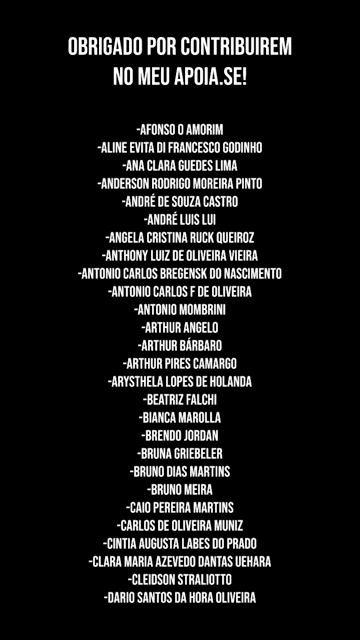 OBRIGADO POR CONTRIBUIREM
NO MEU APOIA.SE!
-AFONSO O AMORIM
-ALINE EVITA DI FRANCESCO GODINHO
-ANA CLARA GUEDES LIMA
-ANDERSON RODRIGO MOREIRA PINTO
-ANDRÉ DE SOUZA CASTRO
-ANDRÉ LUIS LUI
-ANGELA CRISTINA RUCK QUEIROZ
-ANTHONY LUIZ DE OLIVEIRA VIEIRA
-ANTONIO CARLOS BREGENSK DO NASCIMENTO
-ANTONIO CARLOS F DE OLIVEIRA
-ANTONIO MOMBRINI
-ARTHUR ANGELO
-ARTHUR BÁRBARO
-ARTHUR PIRES CAMARGO
-ARYSTHELA LOPES DE HOLANDA
-BEATRIZ FALCHI
-BIANCA MAROLLA
-BRENDO JORDAN
-BRUNA GRIEBELER
-BRUNO DIAS MARTINS
-BRUNO MEIRA
-CAIO PEREIRA MARTINS
-CARLOS DE OLIVEIRA MUNIZ
-CINTIA AUGUSTA LABES DO PRADO
-CLARA MARIA AZEVEDO DANTAS UEHARA
-CLEIDSON STRALIOTTO
-DARIO SANTOS DA HORA OLIVEIRA